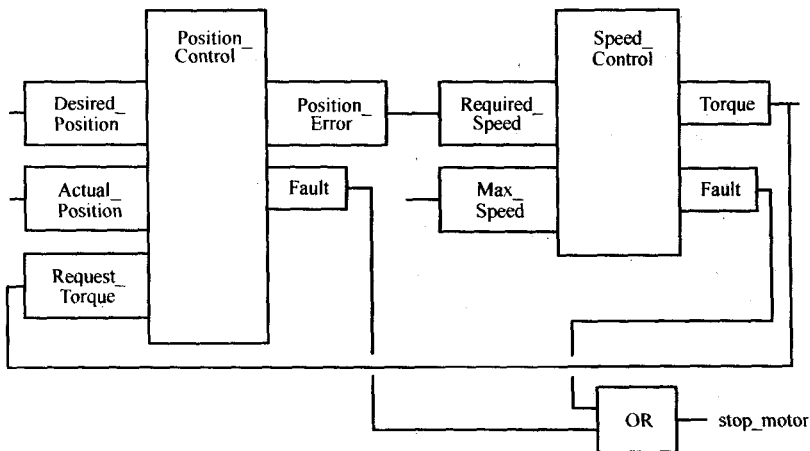 Position_
Control
Desired_
Position
Actual_
Position
Request_
Torque
Position_
Error
Fault
Speed_
Control
Required_
Speed
Max_
Speed
Torque
Fault
OR
stop_motor